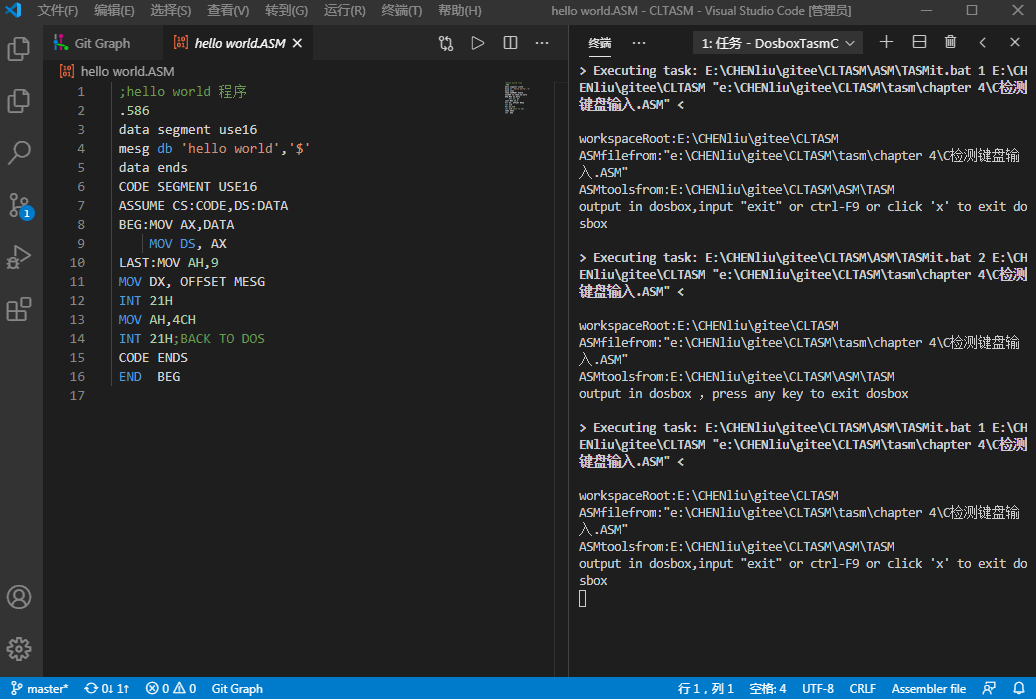 文件(F) 编辑(E) 选择(S) 查看(V) 转到(G) 运行(R) 终端(T) 帮助(H) hello world.ASM - CLTASM - Visual Studio Code [管理员]
Git Graph
hello world.ASM
hello world.ASM
1 ;hello world 程序
2 .586
3 data segment use16
4 mesg db 'hello world','$'
5 data ends
6 CODE SEGMENT USE16
7 ASSUME CS:CODE,DS:DATA
8 BEG:MOV AX,DATA
9 MOV DS, AX
10 LAST:MOV AH,9
11 MOV DX, OFFSET MESG
12 INT 21H
13 MOV AH,4CH
14 INT 21H;BACK TO DOS
15 CODE ENDS
16 END  BEG
17
终端 ··· 1: 任务 - DosboxTasmC
> Executing task: E:\CHENliu\gitee\CLTASM\ASM\TASMit.bat 1 E:\CH
ENliu\gitee\CLTASM "e:\CHENliu\gitee\CLTASM\tasm\chapter 4\C检测
键盘输入.ASM" <
workspaceRoot:E:\CHENliu\gitee\CLTASM
ASMfilefrom:"e:\CHENliu\gitee\CLTASM\tasm\chapter 4\C检测键盘输
入.ASM"
ASMtoolsfrom:E:\CHENliu\gitee\CLTASM\ASM\TASM
output in dosbox,input "exit" or ctrl-F9 or click 'x' to exit do
sbox
> Executing task: E:\CHENliu\gitee\CLTASM\ASM\TASMit.bat 2 E:\CH
ENliu\gitee\CLTASM "e:\CHENliu\gitee\CLTASM\tasm\chapter 4\C检测
键盘输入.ASM" <
workspaceRoot:E:\CHENliu\gitee\CLTASM
ASMfilefrom:"e:\CHENliu\gitee\CLTASM\tasm\chapter 4\C检测键盘输
入.ASM"
ASMtoolsfrom:E:\CHENliu\gitee\CLTASM\ASM\TASM
output in dosbox , press any key to exit dosbox
> Executing task: E:\CHENliu\gitee\CLTASM\ASM\TASMit.bat 1 E:\CH
ENliu\gitee\CLTASM "e:\CHENliu\gitee\CLTASM\tasm\chapter 4\C检测
键盘输入.ASM" <
workspaceRoot:E:\CHENliu\gitee\CLTASM
ASMfilefrom:"e:\CHENliu\gitee\CLTASM\tasm\chapter 4\C检测键盘输
入.ASM"
ASMtoolsfrom:E:\CHENliu\gitee\CLTASM\ASM\TASM
output in dosbox,input "exit" or ctrl-F9 or click 'x' to exit do
sbox
1
master* 0↓ 1↑ 0 0 Git Graph 行 1，列 1 空格: 4 UTF-8 CRLF Assembler file